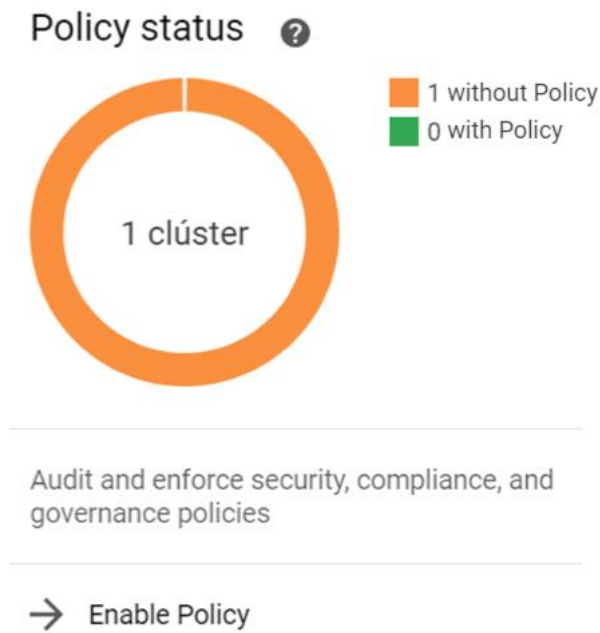 Policy status
1 without Policy
0 with Policy
1 clúster
Audit and enforce security, compliance, and
governance policies
Enable Policy